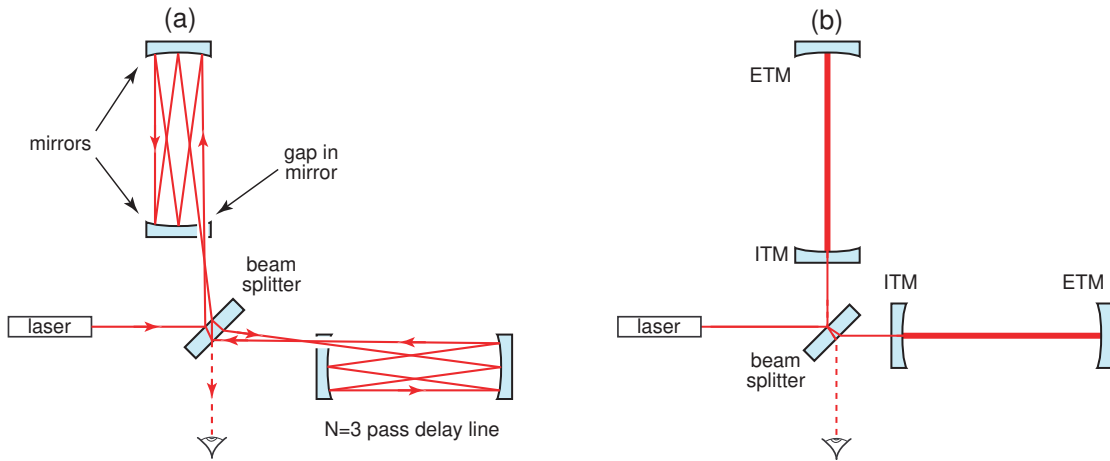 (a)
mirrors
gap in
mirror
beam
splitter
laser
N=3 pass delay line
(b)
ETM
ITM
ITM
ETM
laser
beam
splitter